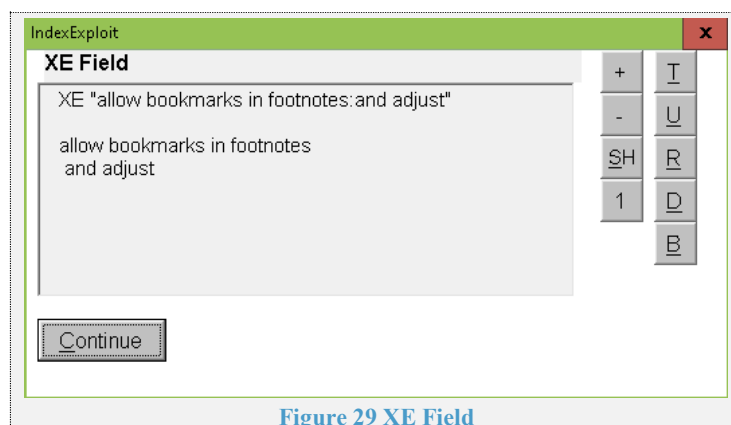 IndexExploit
x
XE Field
XE "allow bookmarks in footnotes:and adjust"
allow bookmarks in footnotes
and adjust
+
T
-
U
SH
R
1
D
B
Continue
Figure 29 XE Field